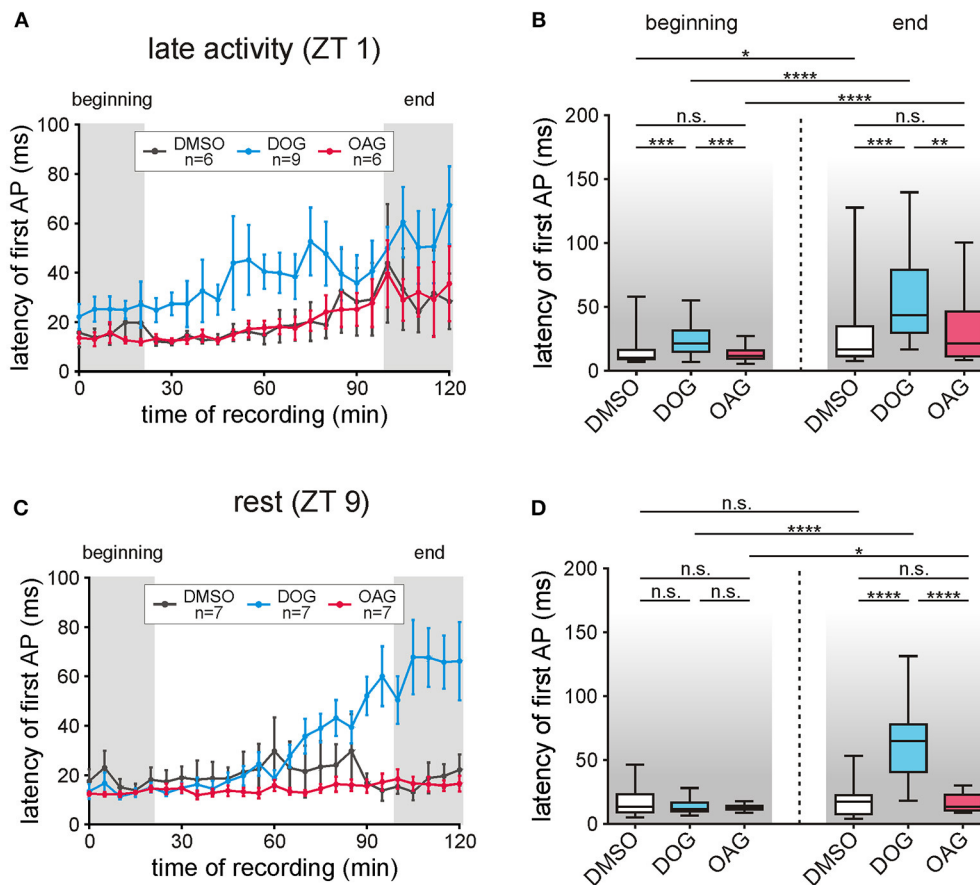 A
late activity (ZT 1)
beginning
end
DMSO n=6
DOG n=9
OAG n=6
latency of first AP (ms)
100
80
60
40
20
0
0 30 60 90 120
time of recording (min)
B
beginning end
*
****
****
n.s. n.s.
*** *** *** **
latency of first AP (ms)
200
150
100
50
0
DMSO DOG OAG DMSO DOG OAG
C
rest (ZT 9)
beginning
end
DMSO n=7
DOG n=7
OAG n=7
latency of first AP (ms)
100
80
60
40
20
0
0 30 60 90 120
time of recording (min)
D
n.s.
****
*
n.s. n.s.
n.s. n.s. **** ****
latency of first AP (ms)
200
150
100
50
0
DMSO DOG OAG DMSO DOG OAG